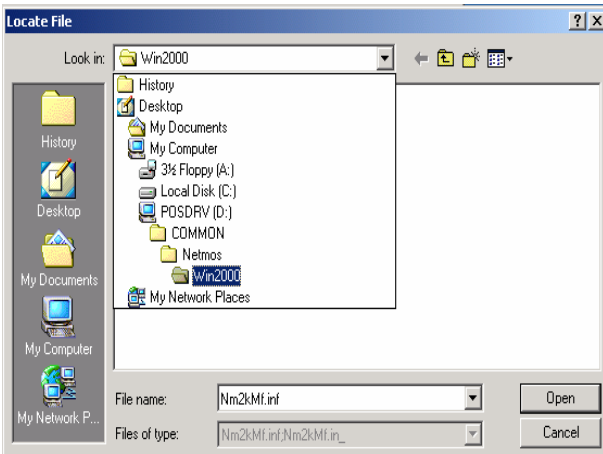 Locate File
Look in: Win2000
History
Desktop
My Documents
My Computer
3½ Floppy (A:)
Local Disk (C:)
POSDRV (D:)
COMMON
Netmos
Win2000
My Network Places
History
Desktop
My Documents
My Computer
My Network P...
File name: Nm2kMf.inf Open
Files of type: Nm2kMf.inf;Nm2kMf.in_ Cancel